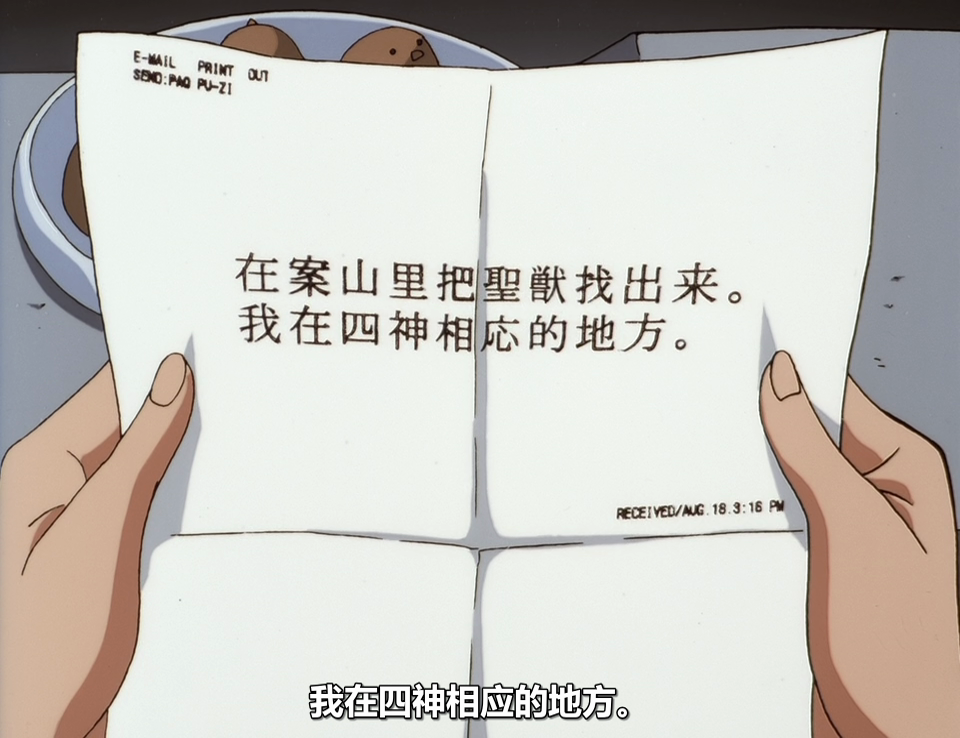 E-MAIL PRINT OUT
SEND:PAO PU-ZI
在案山里把聖獣找出来。
我在四神相応的地方。
RECEIVED/AUG.18.3:16 PM
我在四神相应的地方。